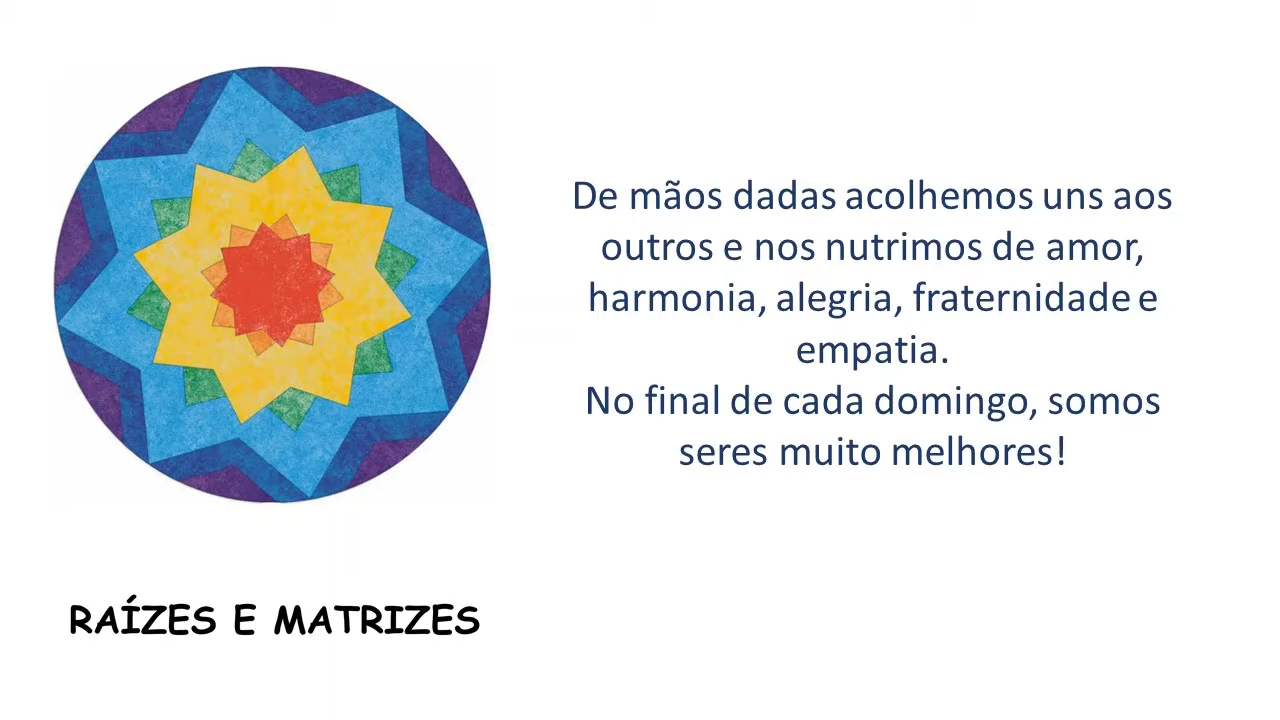 De mãos dadas acolhemos uns aos
outros e nos nutrimos de amor,
harmonia, alegria, fraternidade e
empatia.
No final de cada domingo, somos
seres muito melhores!
RAÍZES E MATRIZES